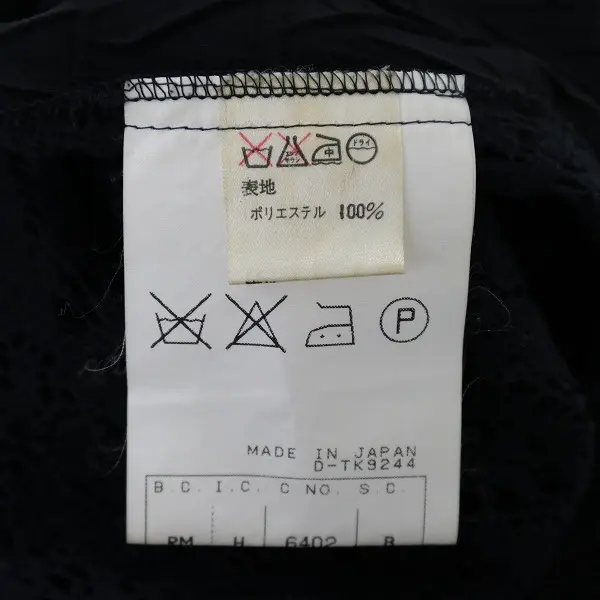 中 ドライ
表地
ポリエステル 100%
P
MADE IN JAPAN
D-TK9244
B.C. I.C. C NO. S.C.
RM H 6402 B